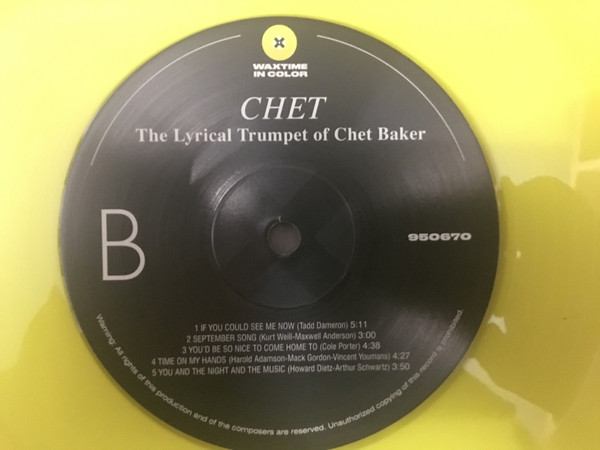 WAXTIME
IN COLOR
CHET
The Lyrical Trumpet of Chet Baker
B
950670
1 IF YOU COULD SEE ME NOW (Tadd Dameron) 5:11
2 SEPTEMBER SONG (Kurt Weill-Maxwell Anderson) 3:00
3 YOU'D BE SO NICE TO COME HOME TO (Cole Porter) 4:38
4 TIME ON MY HANDS (Harold Adamson-Mack Gordon-Vincent Youmans) 4:27
5 YOU AND THE NIGHT AND THE MUSIC (Howard Dietz-Arthur Schwartz) 3:50
Warning: All rights of this production end of the composers are reserved. Unauthorized copying of this record is prohibited.